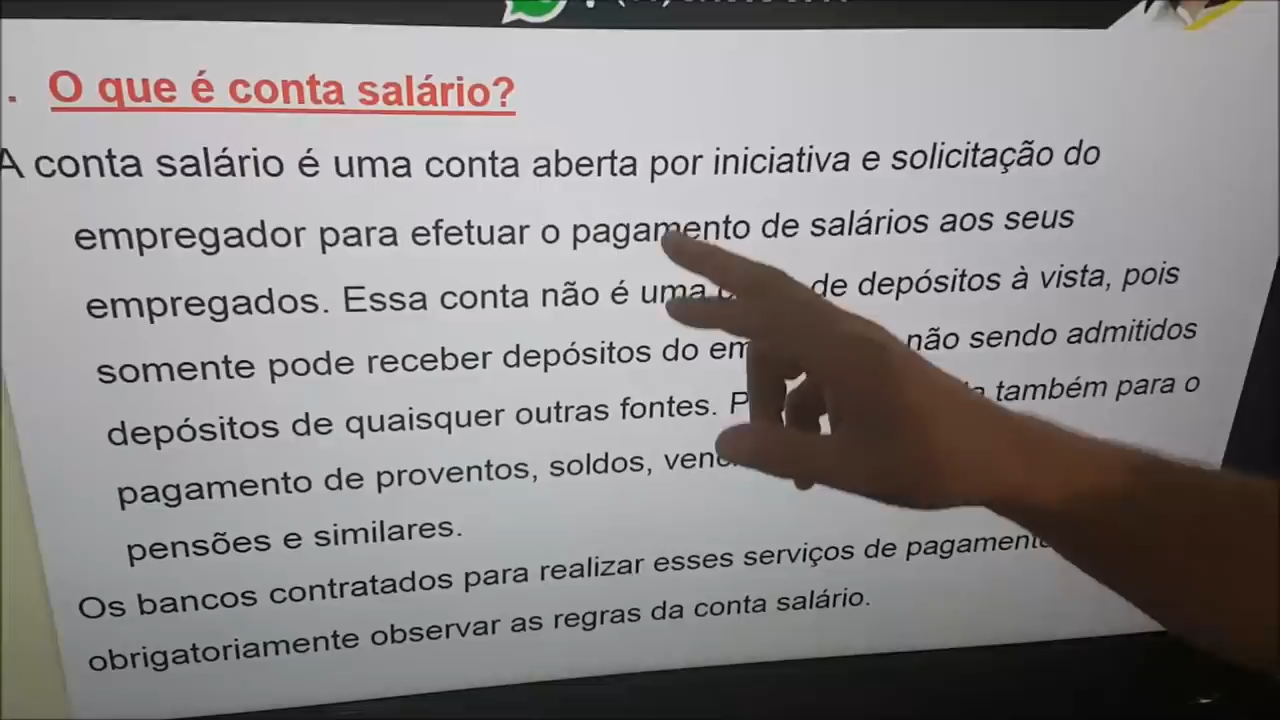 . O que é conta salário?
A conta salário é uma conta aberta por iniciativa e solicitação do
empregador para efetuar o pagamento de salários aos seus
empregados. Essa conta não é uma de depósitos à vista, pois
somente pode receber depósitos do não sendo admitidos
depósitos de quaisquer outras fontes. também para o
pagamento de proventos, soldos,
pensões e similares.
Os bancos contratados para realizar esses serviços de
obrigatoriamente observar as regras da conta salário.